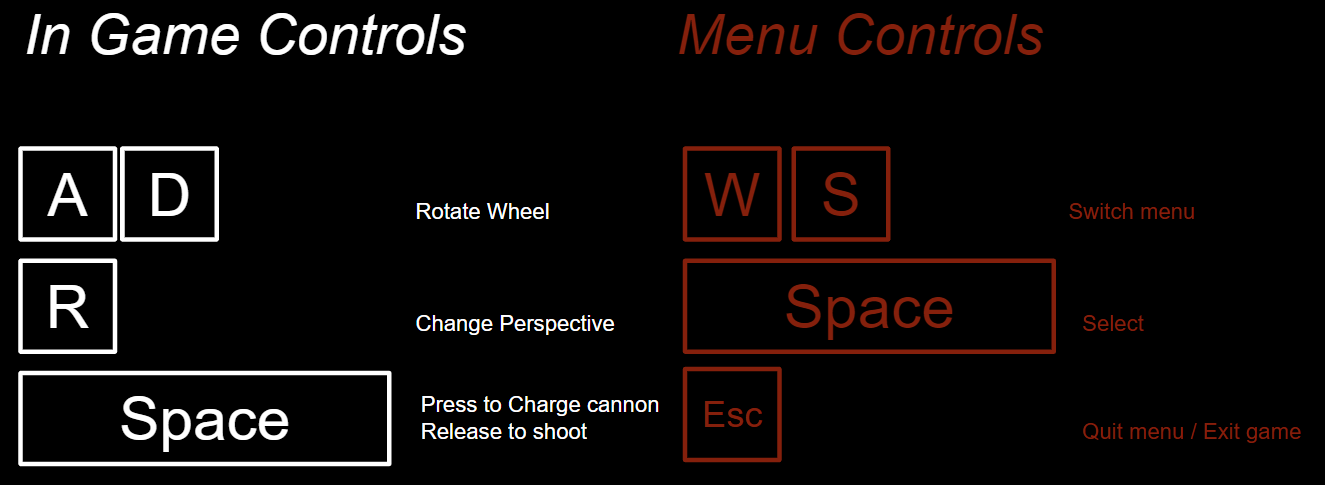 In Game Controls
A D
Rotate Wheel
R
Change Perspective
Space
Press to Charge cannon
Release to shoot
Menu Controls
W S
Switch menu
Space
Select
Esc
Quit menu / Exit game